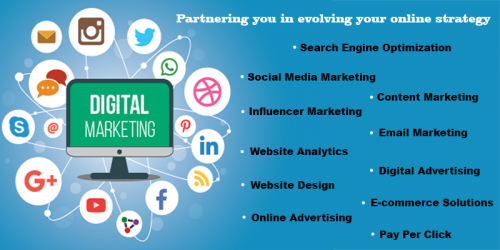 Partnering you in evolving your online strategy
DIGITAL
MARKETING
• Search Engine Optimization
• Social Media Marketing
• Content Marketing
• Influencer Marketing
• Email Marketing
• Website Analytics
• Digital Advertising
• Website Design
• E-commerce Solutions
• Online Advertising
• Pay Per Click
@
G+
in
f
S